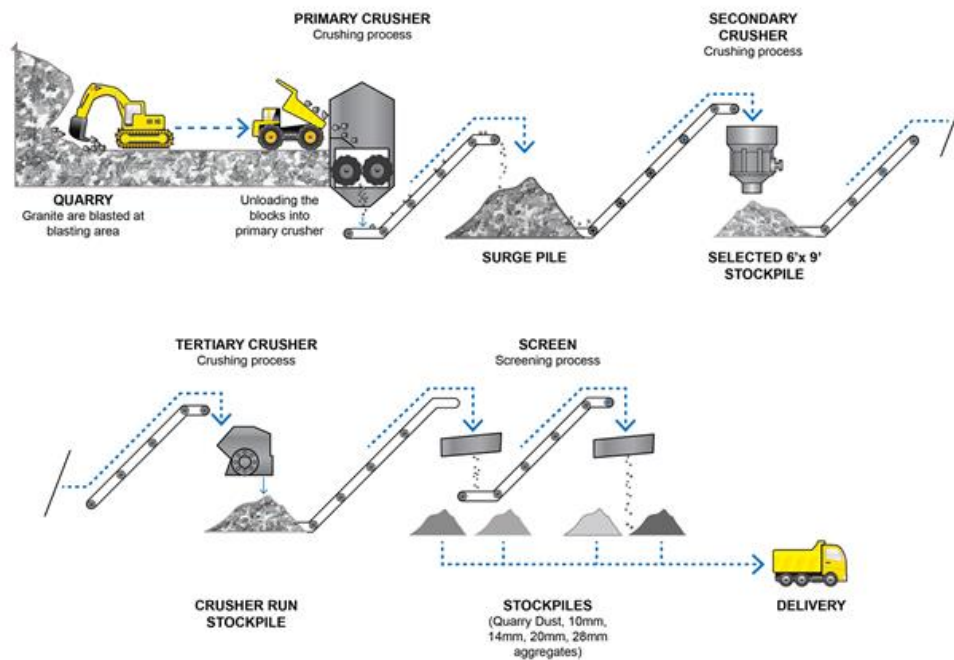 PRIMARY CRUSHER
Crushing process
SECONDARY
CRUSHER
Crushing process
QUARRY
Granite are blasted at
blasting area
Unloading the
blocks into
primary crusher
SURGE PILE
SELECTED 6'x 9'
STOCKPILE
TERTIARY CRUSHER
Crushing process
SCREEN
Screening process
CRUSHER RUN
STOCKPILE
STOCKPILES
(Quarry Dust, 10mm,
14mm, 20mm, 28mm
aggregates)
DELIVERY